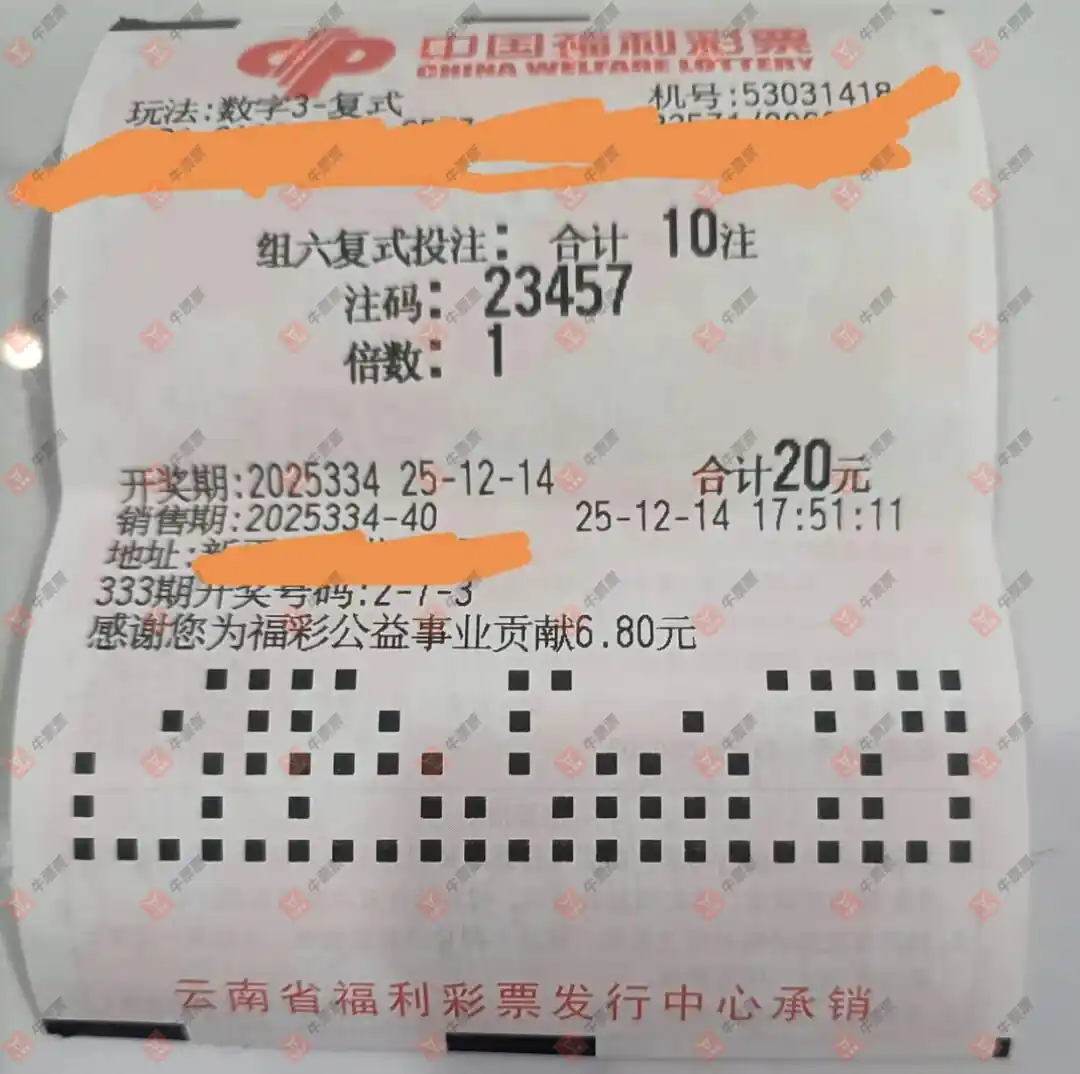 中国福利彩票
CHINA WELFARE LOTTERY
玩法:数字3-复式 机号:53031418
组六复式投注: 合计 10注
注码: 23457
倍数: 1
开奖期:2025334 25-12-14 合计20元
销售期:2025334-40 25-12-14 17:51:11
地址:
333期开奖号码:2-7-3
感谢您为福彩公益事业贡献6.80元
云南省福利彩票发行中心承销
牛票票